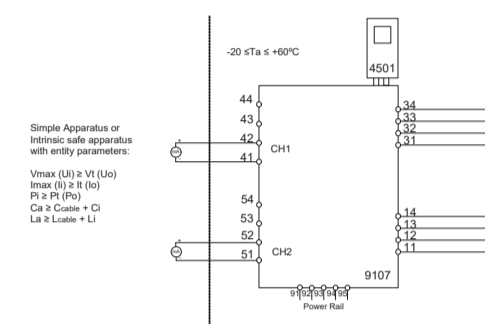 -20 ≤Ta ≤ +60ºC
4501
Simple Apparatus or
Intrinsic safe apparatus
with entity parameters:
Vmax (Ui) ≥ Vt (Uo)
Imax (Ii) ≥ It (Io)
Pi ≥ Pt (Po)
Ca ≥ Ccable + Ci
La ≥ Lcable + Li
44
43
42
41
CH1
34
33
32
31
54
53
52
51
CH2
14
13
12
11
9107
91 92 93 94 95
Power Rail
+
mA
+
mA